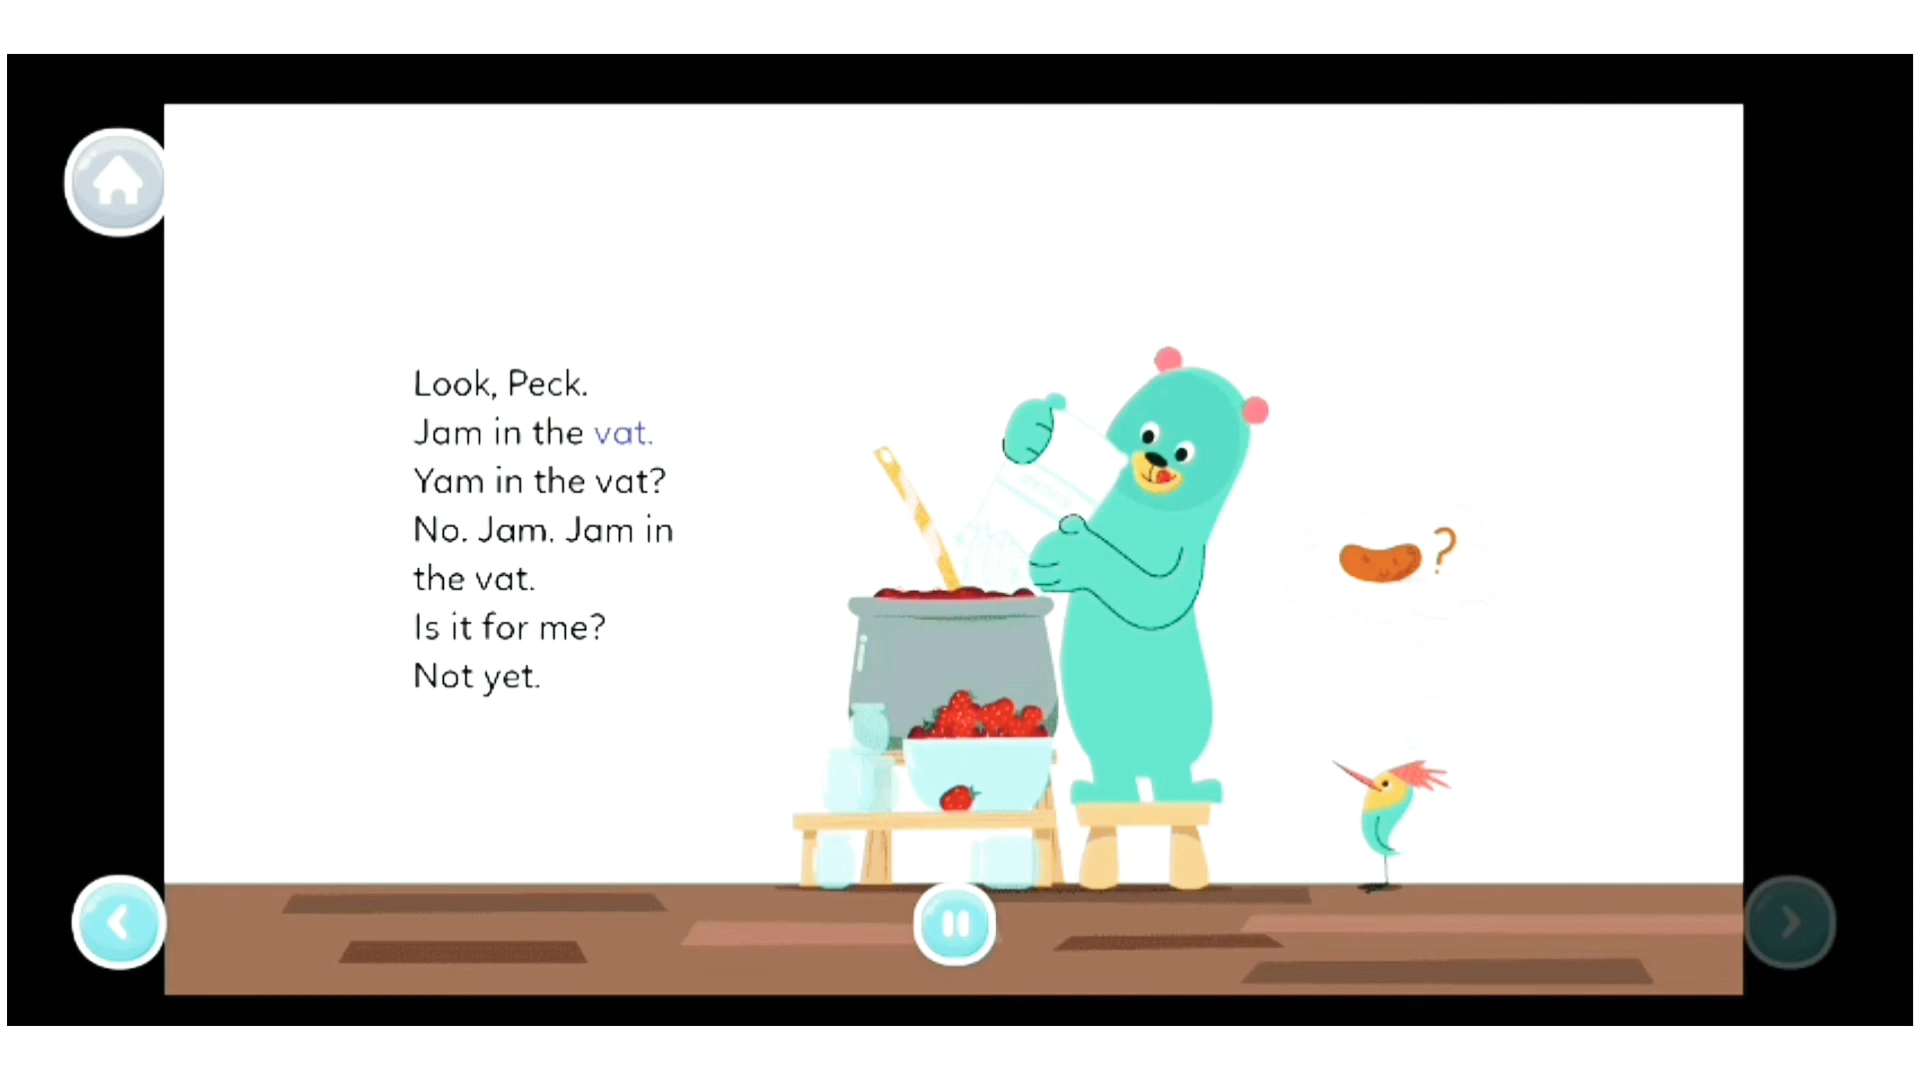 Look, Peck.
Jam in the vat.
Yam in the vat?
No. Jam. Jam in
the vat.
Is it for me?
Not yet.
?